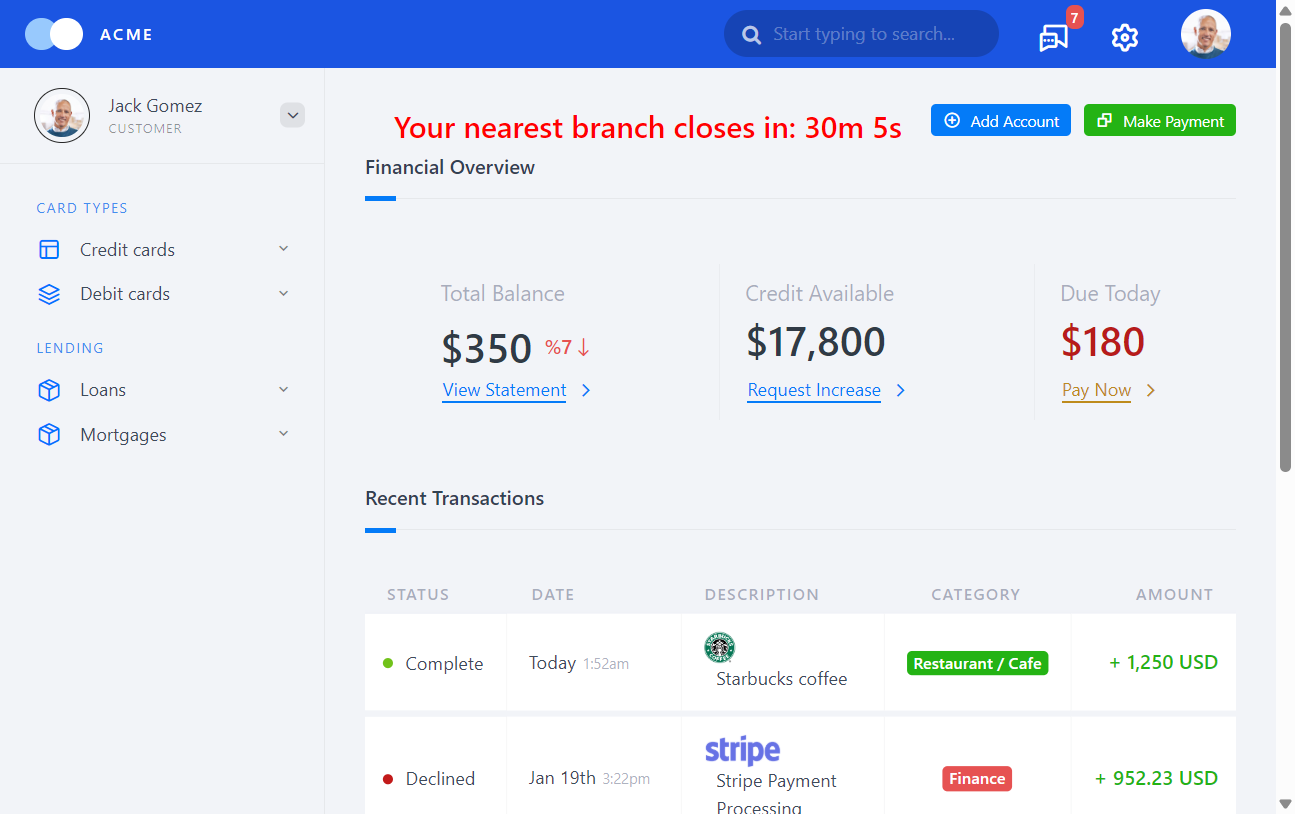 ACME
Start typing to search...
7
Jack Gomez
CUSTOMER
Your nearest branch closes in: 30m 5s
Add Account
Make Payment
Financial Overview
CARD TYPES
Credit cards
Debit cards
LENDING
Loans
Mortgages
Total Balance
$350 %7
View Statement
Credit Available
$17,800
Request Increase
Due Today
$180
Pay Now
Recent Transactions
STATUS DATE DESCRIPTION CATEGORY AMOUNT
Complete Today 1:52am Starbucks coffee Restaurant / Cafe + 1,250 USD
stripe
Declined Jan 19th 3:22pm Stripe Payment Finance + 952.23 USD
Processing